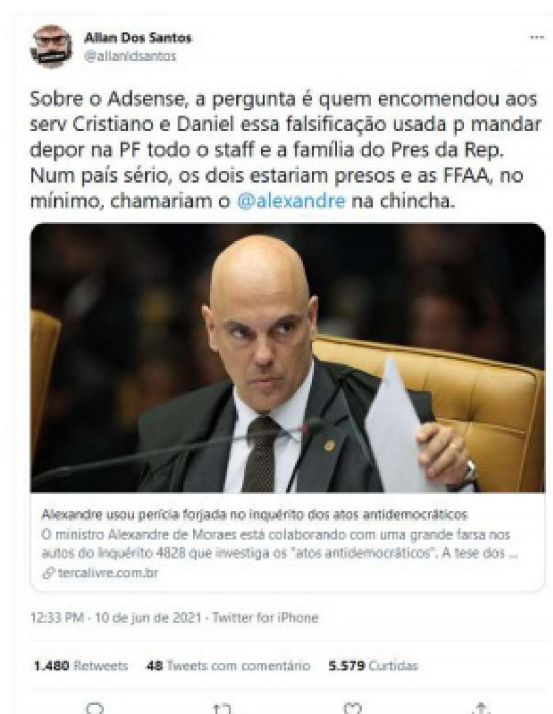 Allan Dos Santos
@allanldsantos
Sobre o Adsense, a pergunta é quem encomendou aos
serv Cristiano e Daniel essa falsificação usada p mandar
depor na PF todo o staff e a família do Pres da Rep.
Num país sério, os dois estariam presos e as FFAA, no
mínimo, chamariam o @alexandre na chincha.
Alexandre usou perícia forjada no inquérito dos atos antidemocráticos
O ministro Alexandre de Moraes está colaborando com uma grande farsa nos
autos do Inquérito 4828 que investiga os "atos antidemocráticos". A tese dos ...
tercalivre.com.br
12:33 PM · 10 de jun de 2021 · Twitter for iPhone
1.480 Retweets 48 Tweets com comentário 5.579 Curtidas